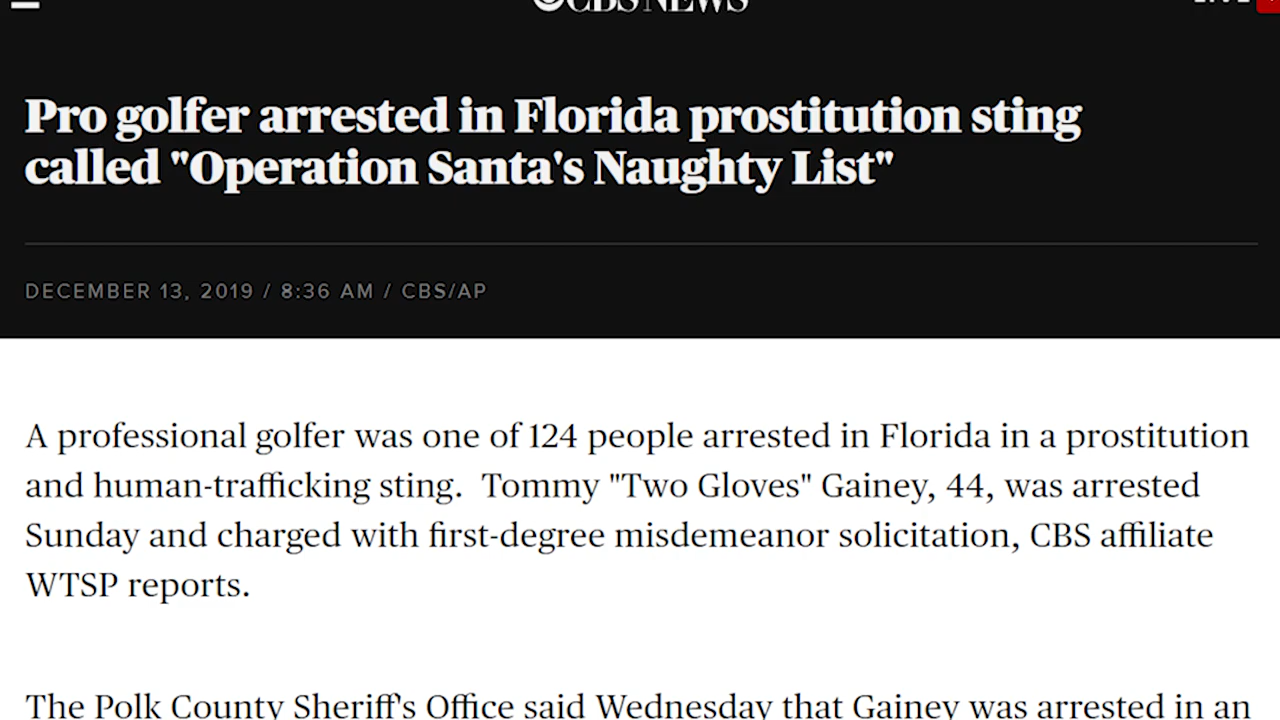 CBS NEWS
LIVE
Pro golfer arrested in Florida prostitution sting
called "Operation Santa's Naughty List"
DECEMBER 13, 2019 / 8:36 AM / CBS/AP
A professional golfer was one of 124 people arrested in Florida in a prostitution
and human-trafficking sting.  Tommy "Two Gloves" Gainey, 44, was arrested
Sunday and charged with first-degree misdemeanor solicitation, CBS affiliate
WTSP reports.
The Polk County Sheriff's Office said Wednesday that Gainey was arrested in an